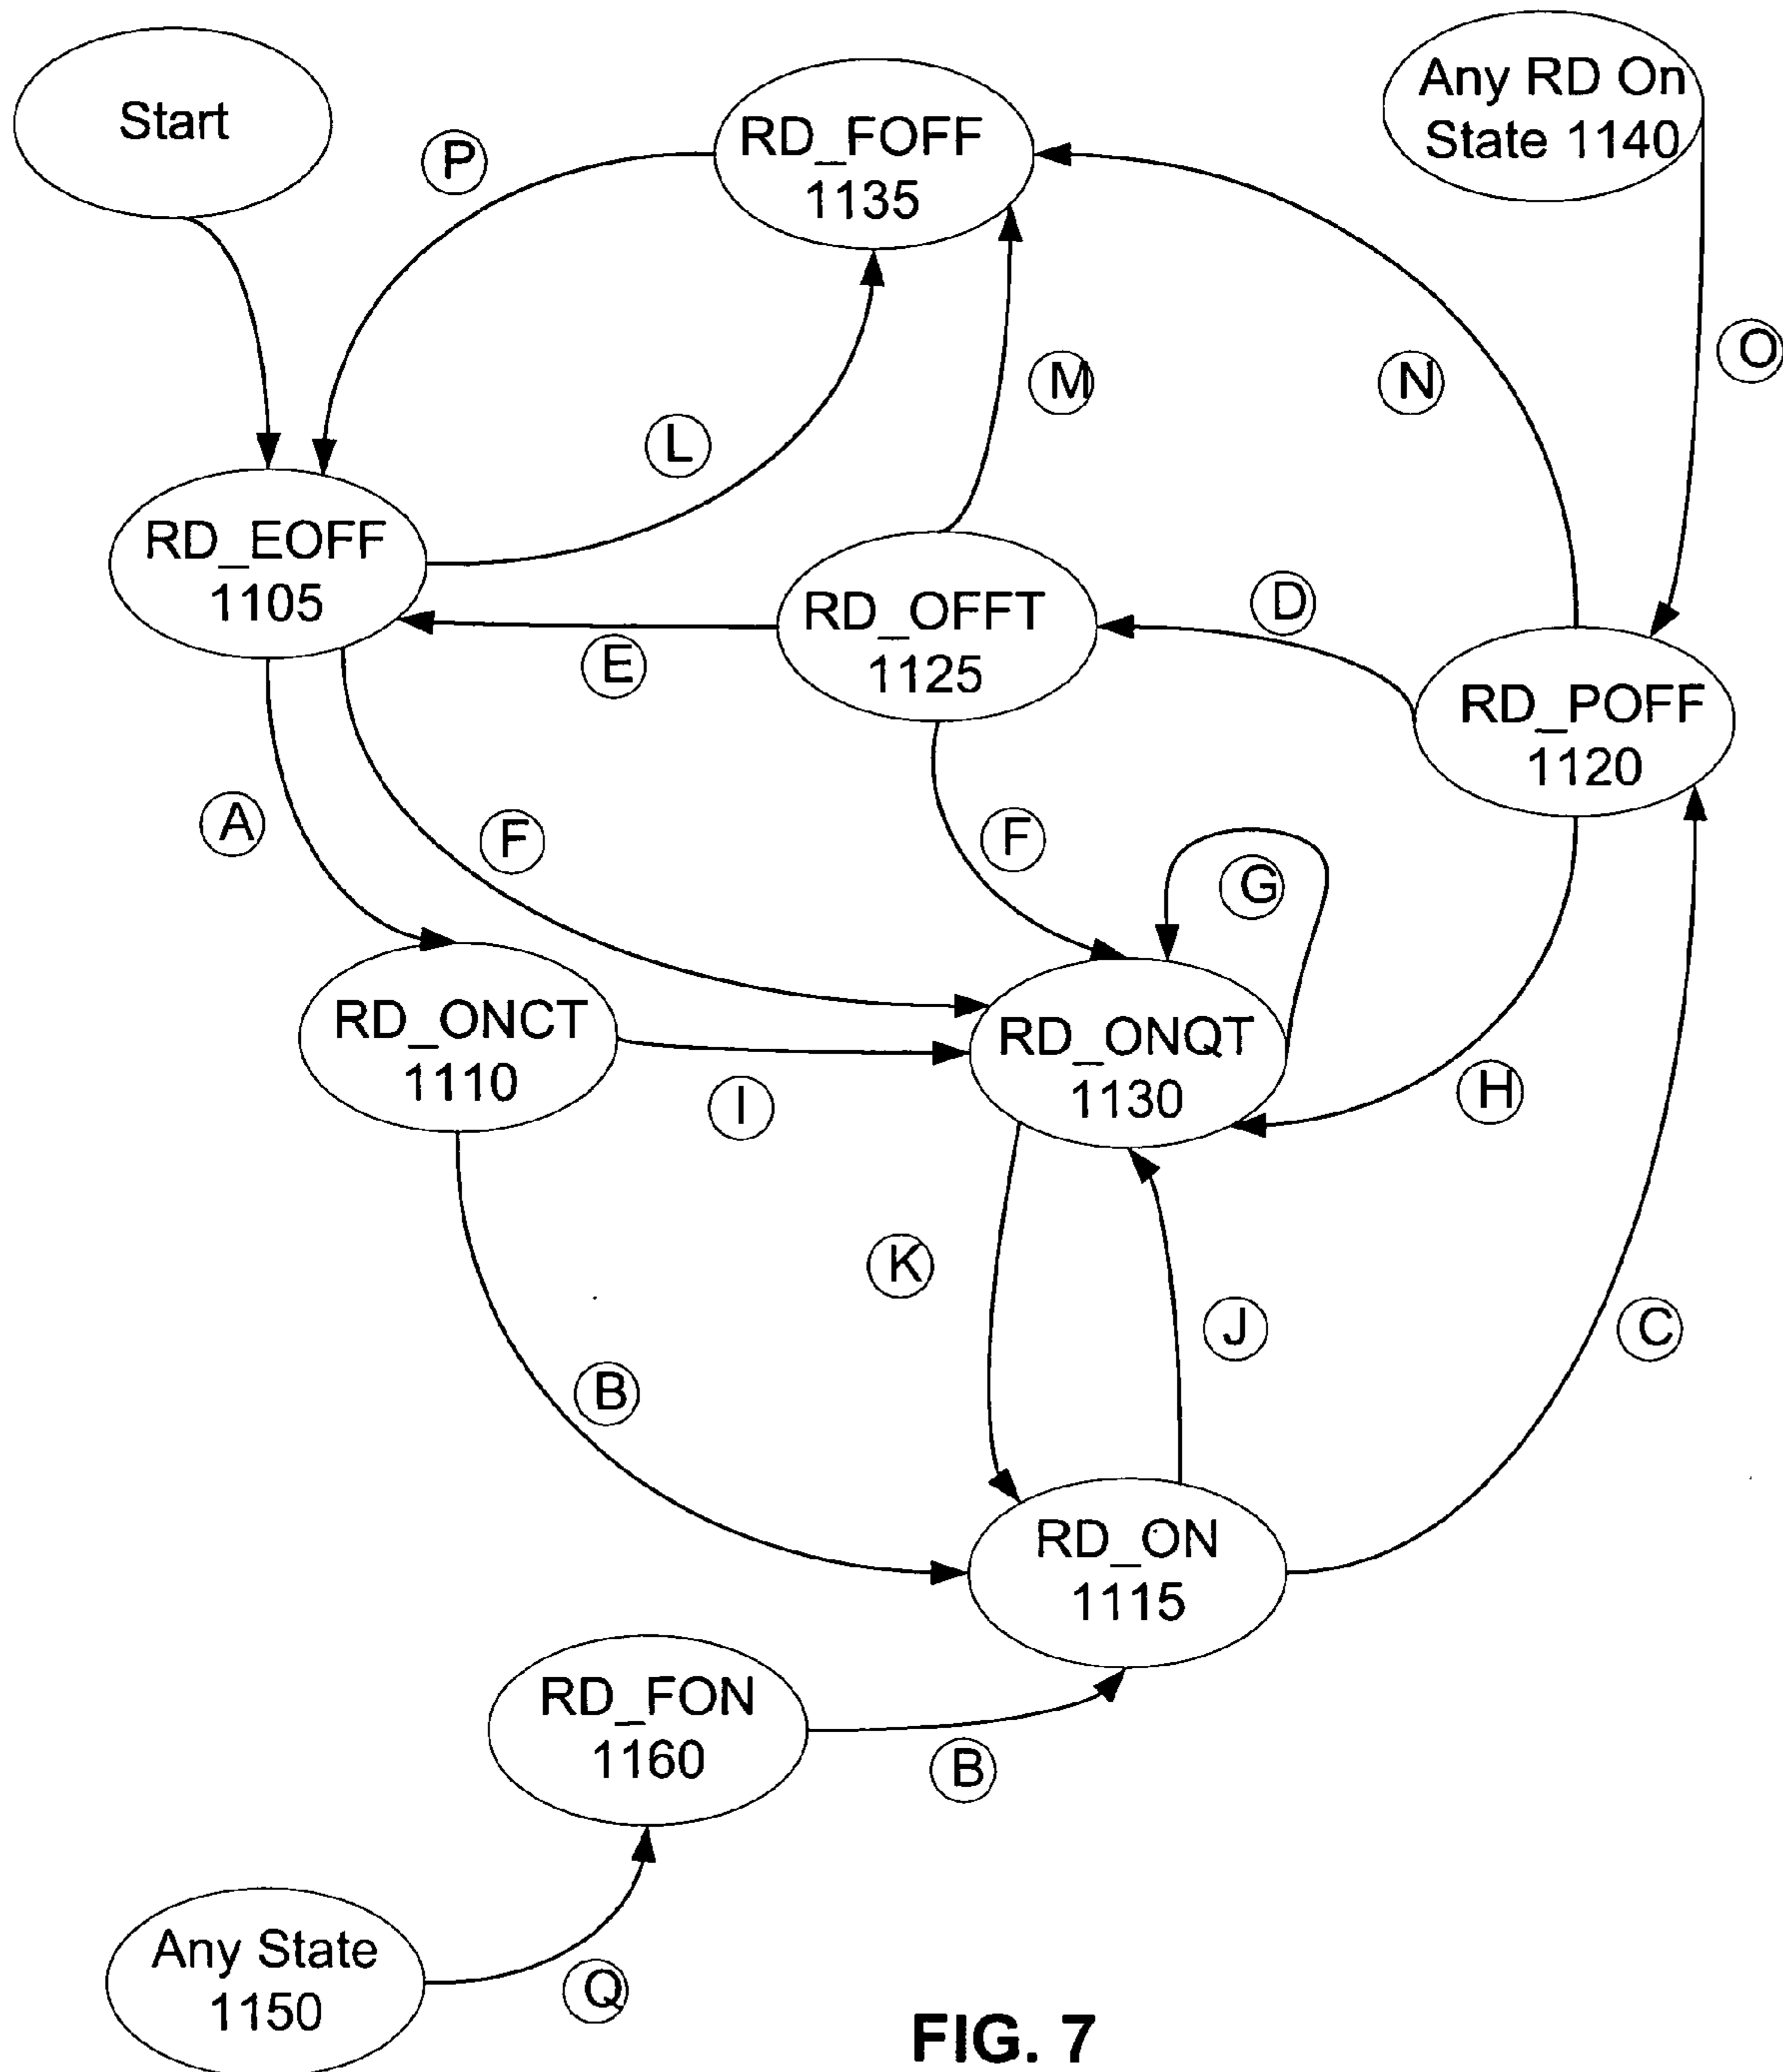 Start
RD_FOFF
1135
Any RD On
State 1140
P
O
M
N
L
RD_EOFF
1105
RD_OFFT
1125
D
E
RD_POFF
1120
A
F
F
G
RD_ONCT
1110
RD_ONQT
1130
I
H
K
J
C
B
RD_ON
1115
RD_FON
1160
B
Any State
1150
Q
FIG. 7